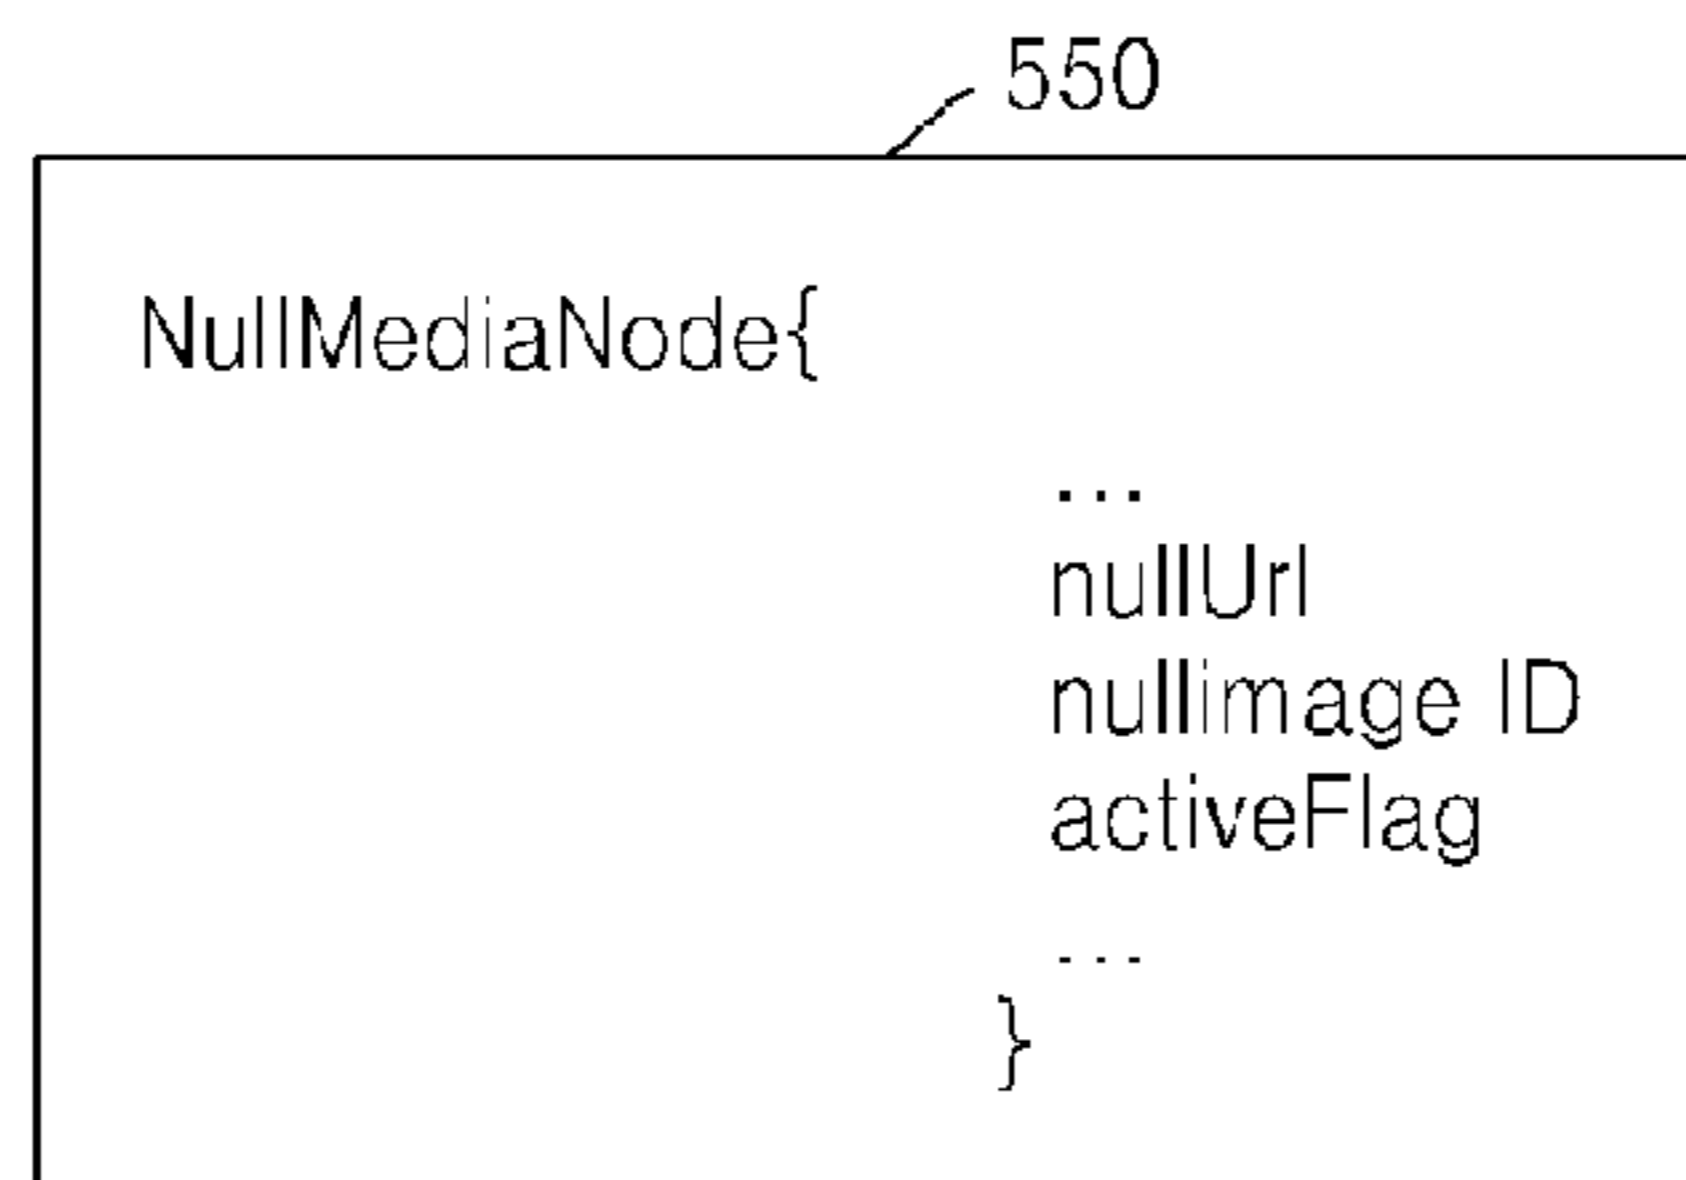 550
NullMediaNode{
...
nullUrl
nullimage ID
activeFlag
...
}